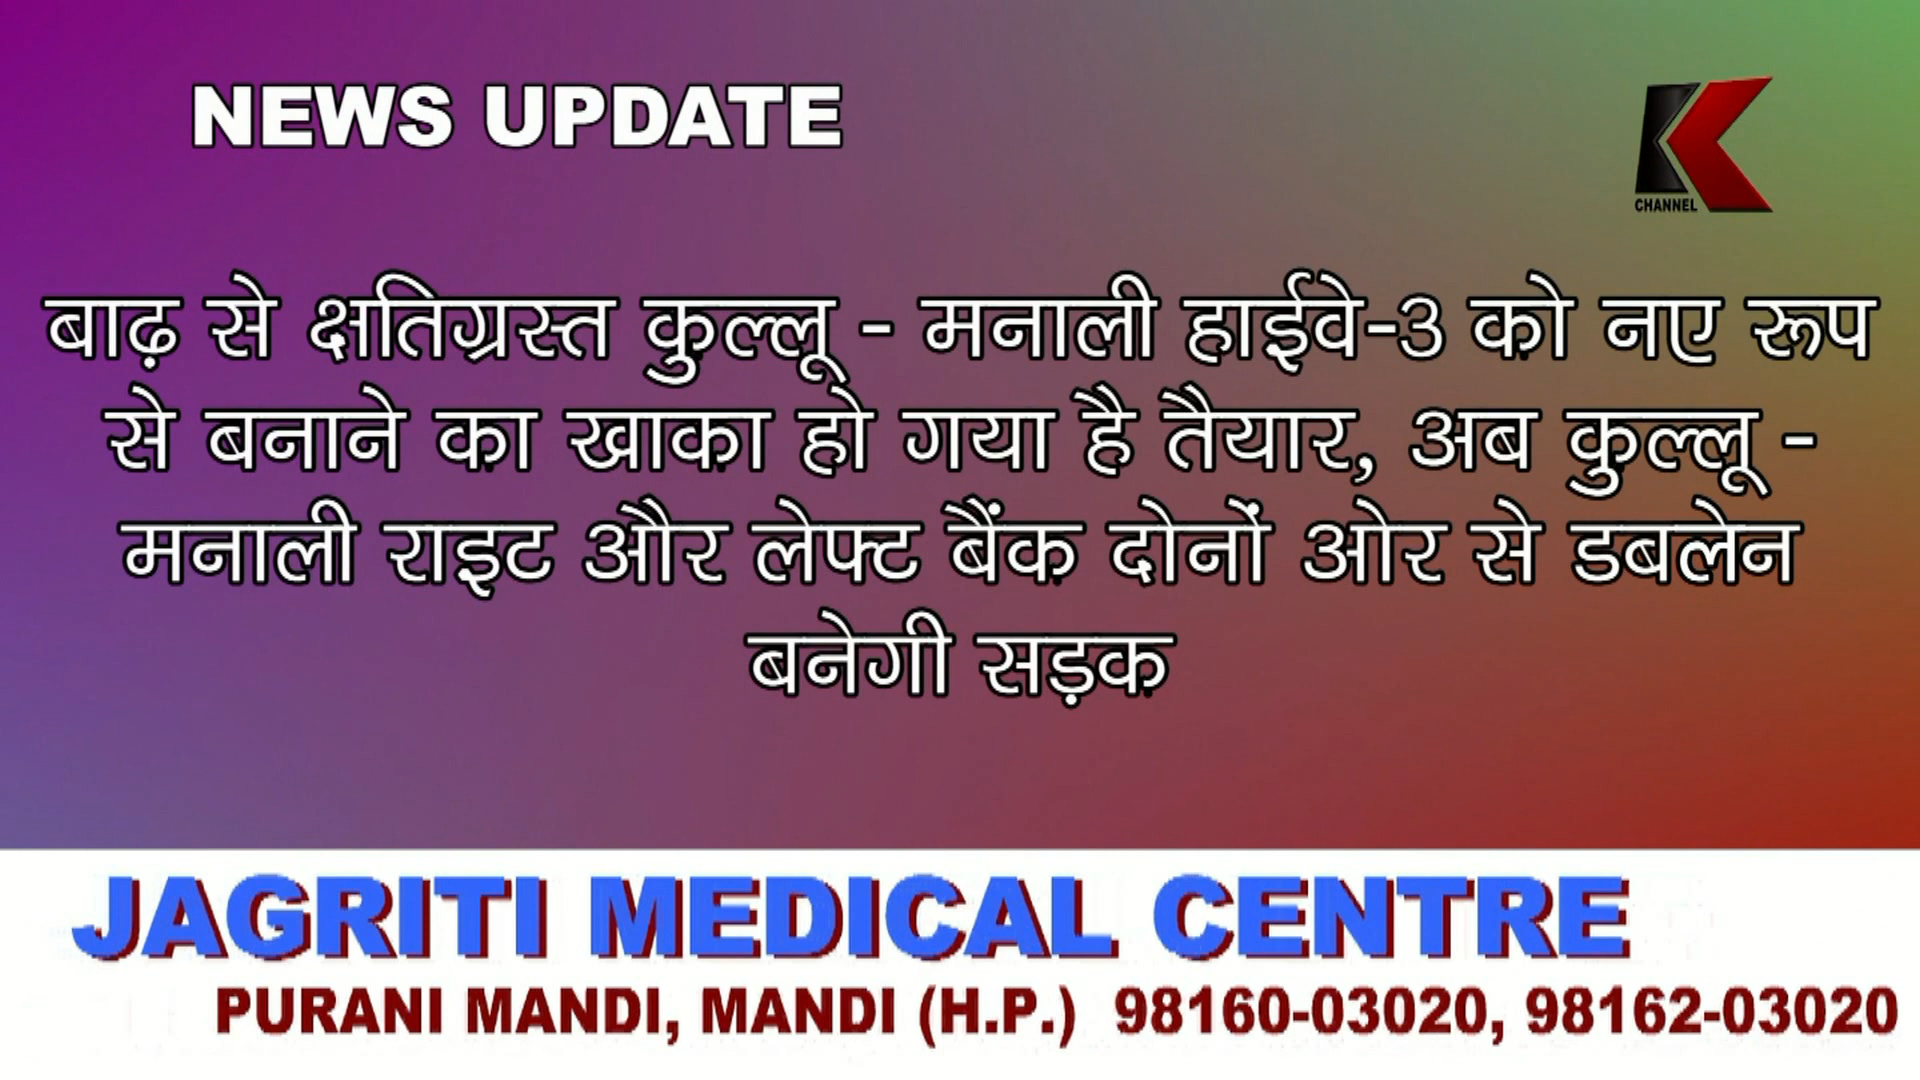 NEWS UPDATE
CHANNEL
बाढ़ से क्षतिग्रस्त कुल्लू - मनाली हाईवे-3 को नए रूप
से बनाने का खाका हो गया है तैयार, अब कुल्लू -
मनाली राइट और लेफ्ट बैंक दोनों ओर से डबलेन
बनेगी सड़क
JAGRITI MEDICAL CENTRE
PURANI MANDI, MANDI (H.P.) 98160-03020, 98162-03020